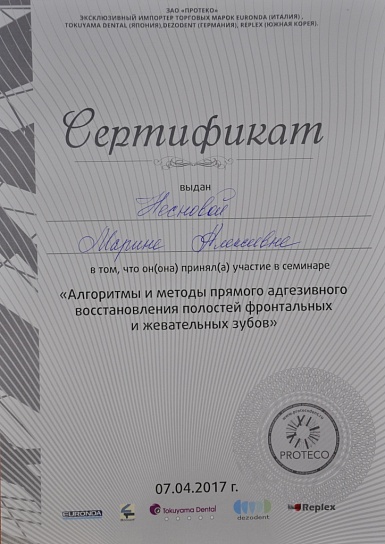 ЗАО «ПРОТЕКО»
ЭКСКЛЮЗИВНЫЙ ИМПОРТЕР ТОРГОВЫХ МАРОК EURONDA (ИТАЛИЯ) ,
TOKUYAMA DENTAL (ЯПОНИЯ),DEZODENT (ГЕРМАНИЯ), REPLEX (ЮЖНАЯ КОРЕЯ).
Сертификат
выдан
Несновой
Марине Алексеевне
в том, что он(она) принял(а) участие в семинаре
«Алгоритмы и методы прямого адгезивного
восстановления полостей фронтальных
и жевательных зубов»
PROTECO
07.04.2017 г.
EURONDA
Tokuyama Dental
dezodent
Replex